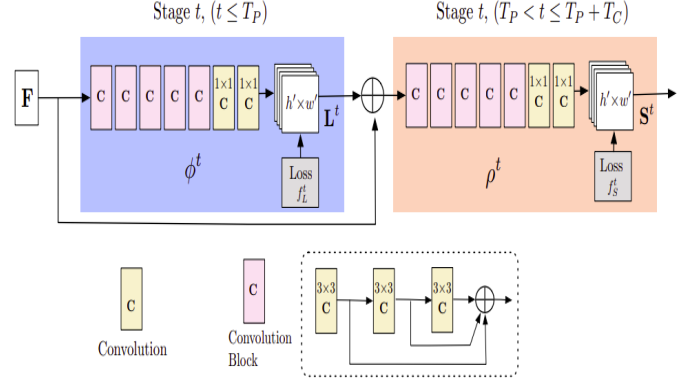 Stage t, (t ≤ T_P)
Stage t, (T_P < t ≤ T_P + T_C)
F
C C C C C 1×1 C 1×1 C
h′×w′
L^t
Loss
f_L^t
ϕ^t
C C C C C 1×1 C 1×1 C
h′×w′
S^t
Loss
f_S^t
ρ^t
C
Convolution
C
Convolution
Block
3×3 C 3×3 C 3×3 C